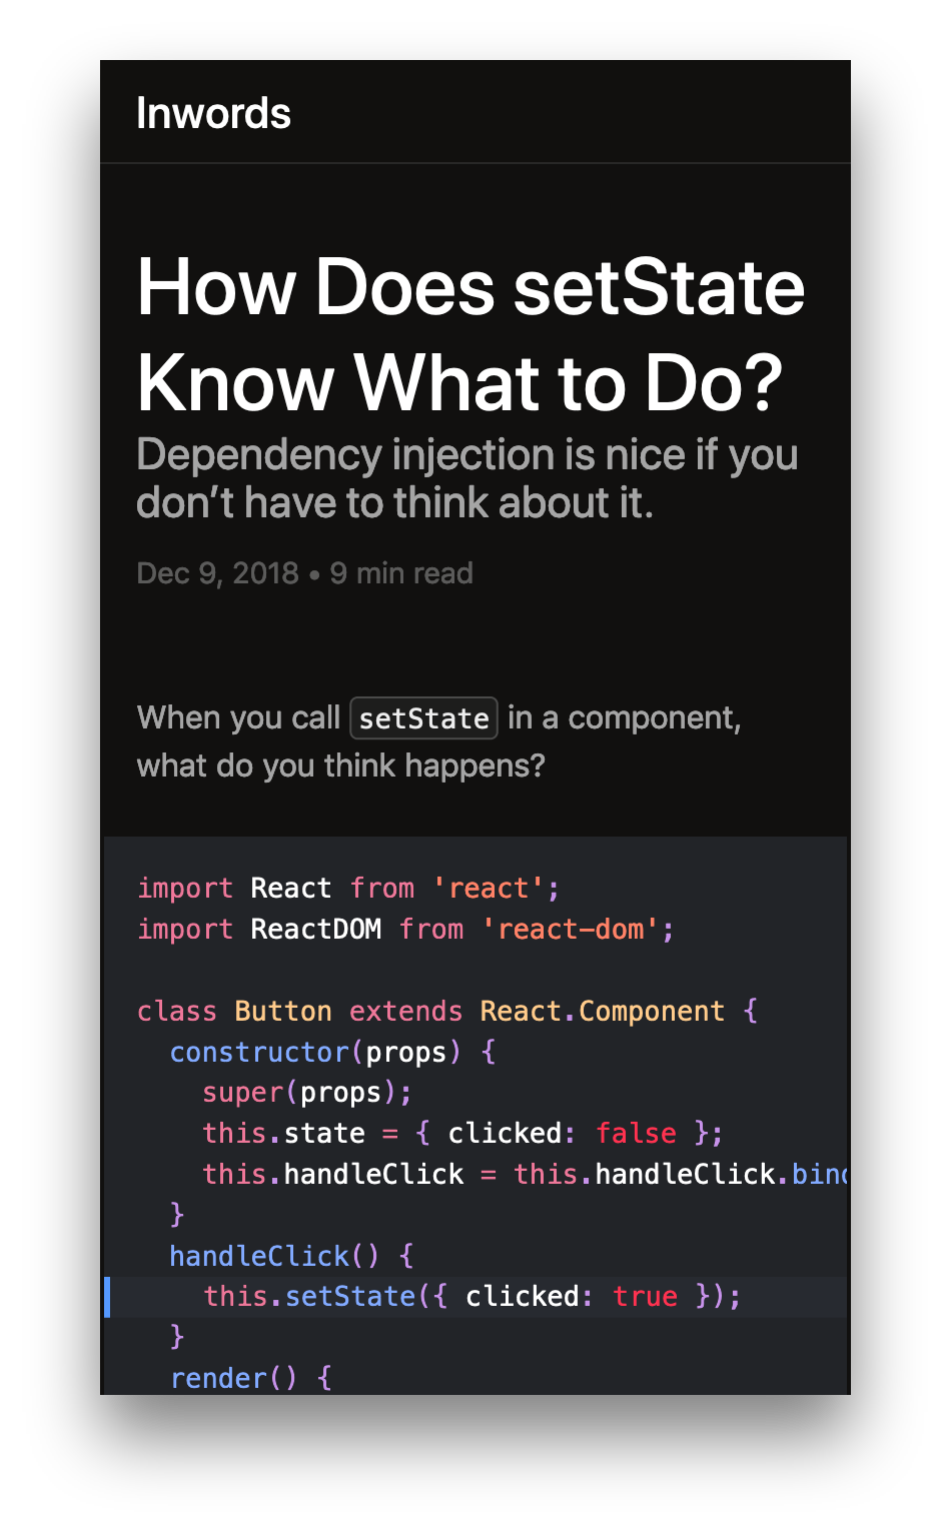 Inwords
How Does setState
Know What to Do?
Dependency injection is nice if you
don’t have to think about it.
Dec 9, 2018 • 9 min read
When you call setState in a component,
what do you think happens?
import React from 'react';
import ReactDOM from 'react-dom';
class Button extends React.Component {
constructor(props) {
super(props);
this.state = { clicked: false };
this.handleClick = this.handleClick.bind
}
handleClick() {
this.setState({ clicked: true });
}
render() {